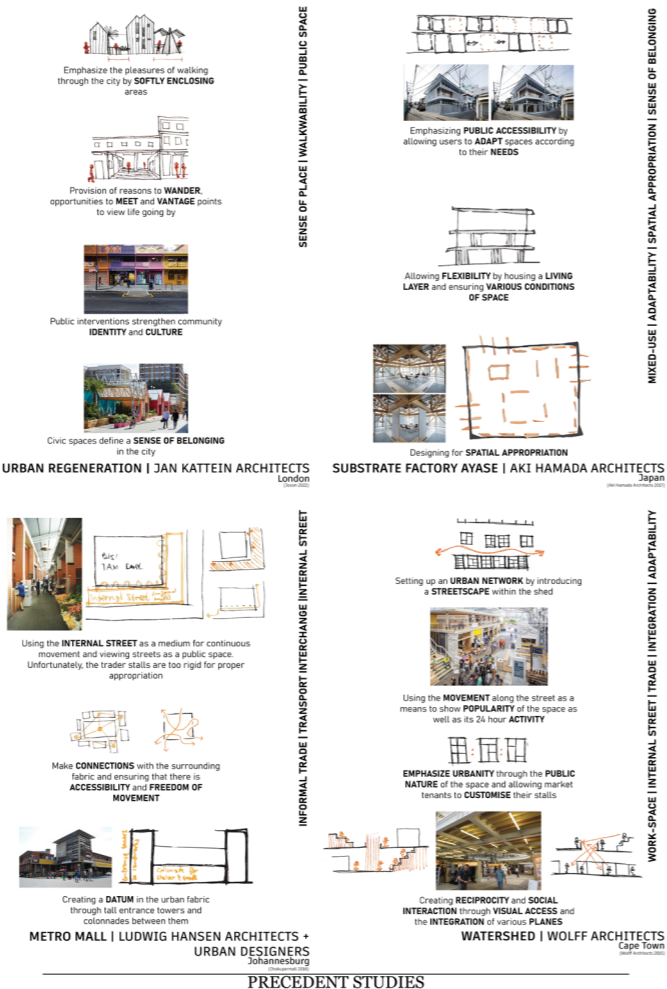 Emphasize the pleasures of walking
through the city by SOFTLY ENCLOSING
areas
Provision of reasons to WANDER,
opportunities to MEET and VANTAGE points
to view life going by
Public interventions strengthen community
IDENTITY and CULTURE
Civic spaces define a SENSE OF BELONGING
in the city
SENSE OF PLACE | WALKWABILITY | PUBLIC SPACE
URBAN REGENERATION | JAN KATTEIN ARCHITECTS
London
Emphasizing PUBLIC ACCESSIBILITY by
allowing users to ADAPT spaces according
to their NEEDS
Allowing FLEXIBILITY by housing a LIVING
LAYER and ensuring VARIOUS CONDITIONS
OF SPACE
Designing for SPATIAL APPROPRIATION
MIXED-USE | ADAPTABILITY | SPATIAL APPROPRIATION | SENSE OF BELONGING
SUBSTRATE FACTORY AYASE | AKI HAMADA ARCHITECTS
Japan
(Aki Hamada Architects 2017)
Internal Street
Using the INTERNAL STREET as a medium for continuous
movement and viewing streets as a public space.
Unfortunately, the trader stalls are too rigid for proper
appropriation
Make CONNECTIONS with the surrounding
fabric and ensuring that there is
ACCESSIBILITY and FREEDOM OF
MOVEMENT
Creating a DATUM in the urban fabric
through tall entrance towers and
colonnades between them
INFORMAL TRADE | TRANSPORT INTERCHANGE |INTERNAL STREET
METRO MALL | LUDWIG HANSEN ARCHITECTS +
URBAN DESIGNERS
Johannesburg
Setting up an URBAN NETWORK by introducing
a STREETSCAPE within the shed
Using the MOVEMENT along the street as a
means to show POPULARITY of the space as
well as its 24 hour ACTIVITY
EMPHASIZE URBANITY through the PUBLIC
NATURE of the space and allowing market
tenants to CUSTOMISE their stalls
Creating RECIPROCITY and SOCIAL
INTERACTION through VISUAL ACCESS and
the INTEGRATION of various PLANES
WORK-SPACE | INTERNAL STREET | TRADE | INTEGRATION | ADAPTABILITY
WATERSHED | WOLFF ARCHITECTS
Cape Town
PRECEDENT STUDIES